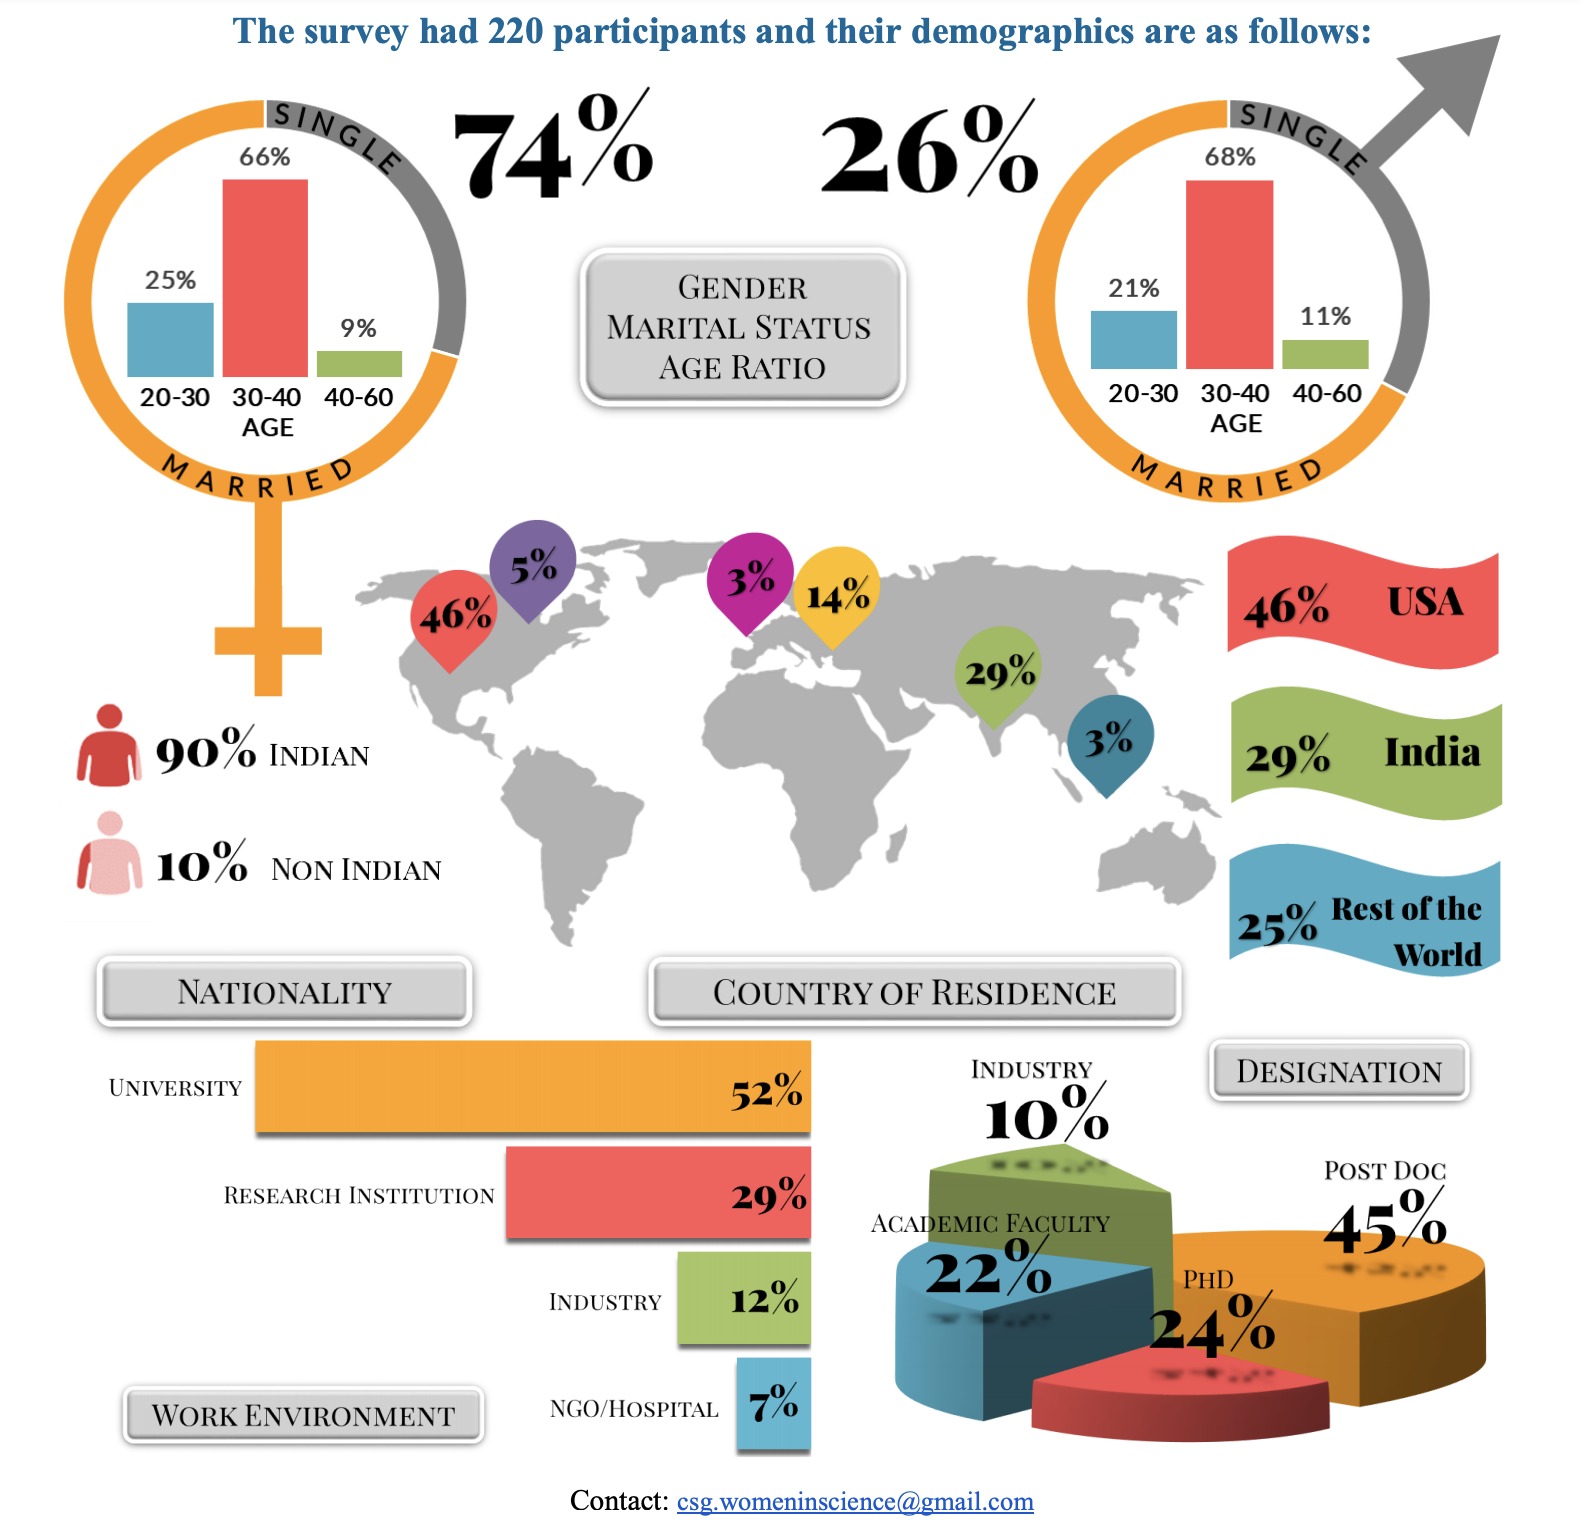 The survey had 220 participants and their demographics are as follows:
SINGLE
66%
25%
9%
20-30 30-40 40-60
AGE
MARRIED
74%
26%
SINGLE
68%
21%
11%
20-30 30-40 40-60
AGE
MARRIED
GENDER
MARITAL STATUS
AGE RATIO
90% INDIAN
10% NON INDIAN
NATIONALITY
46%
5%
3%
14%
29%
3%
46% USA
29% India
25% Rest of the
World
COUNTRY OF RESIDENCE
UNIVERSITY 52%
RESEARCH INSTITUTION 29%
INDUSTRY 12%
NGO/HOSPITAL 7%
WORK ENVIRONMENT
DESIGNATION
INDUSTRY
10%
POST DOC
45%
ACADEMIC FACULTY
22%
PHD
24%
Contact: csg.womeninscience@gmail.com